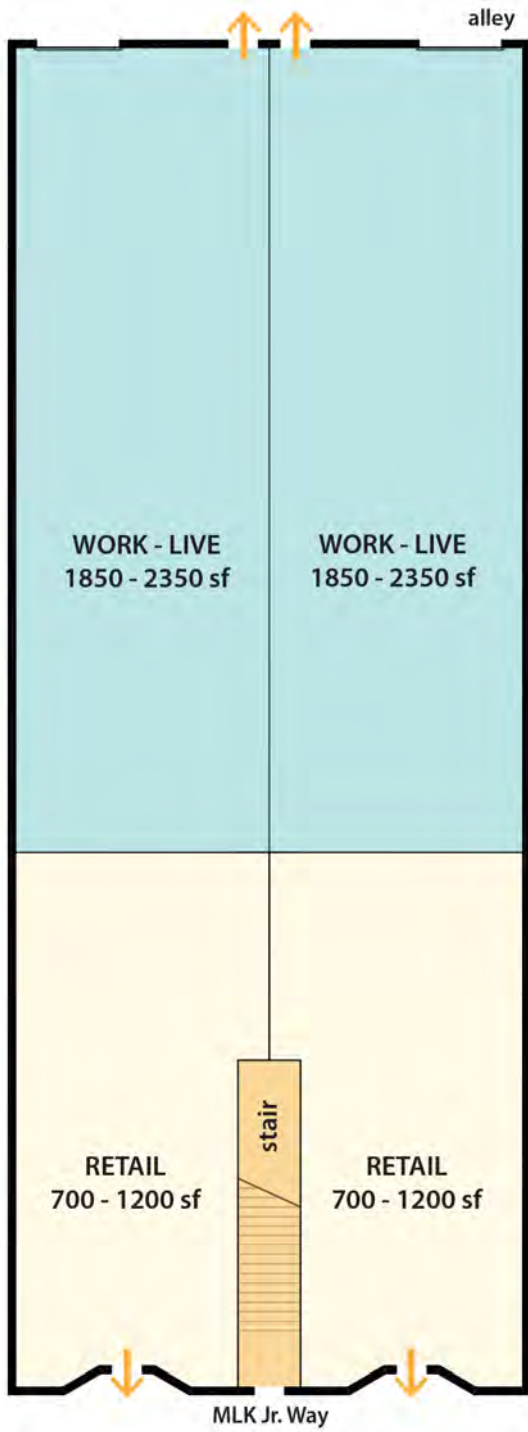 alley
WORK - LIVE
1850 - 2350 sf
WORK - LIVE
1850 - 2350 sf
stair
RETAIL
700 - 1200 sf
RETAIL
700 - 1200 sf
MLK Jr. Way